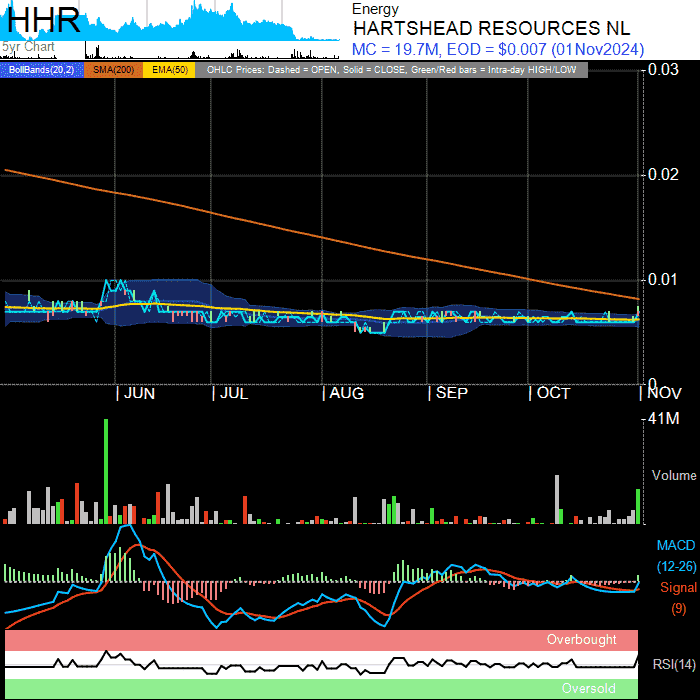 HHR
5yr Chart
Energy
HARTSHEAD RESOURCES NL
MC = 19.7M, EOD = $0.007 (01Nov2024)
BollBands(20,2) SMA(200) EMA(50) OHLC Prices: Dashed = OPEN, Solid = CLOSE, Green/Red bars = Intra-day HIGH/LOW
0.03
0.02
0.01
0
JUN JUL AUG SEP OCT NOV
41M
Volume
MACD
(12-26)
Signal
(9)
Overbought
RSI(14)
Oversold